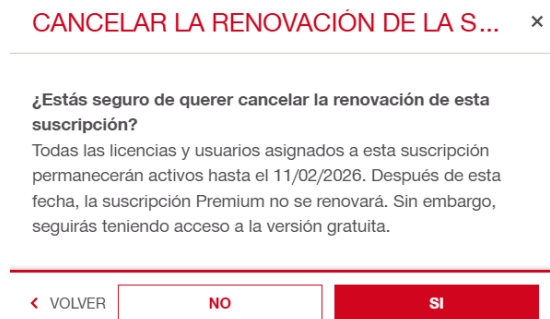 CANCELAR LA RENOVACIÓN DE LA S... ×
¿Estás seguro de querer cancelar la renovación de esta
suscripción?
Todas las licencias y usuarios asignados a esta suscripción
permanecerán activos hasta el 11/02/2026. Después de esta
fecha, la suscripción Premium no se renovará. Sin embargo,
seguirás teniendo acceso a la versión gratuita.
VOLVER NO SI